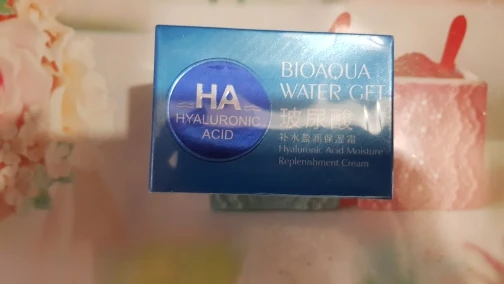 HA
HYALURONIC
ACID
BIOAQUA
WATER GET
玻尿酸
补水盈润保湿霜
Hyaluronic Acid Moisture
Replenishment Cream